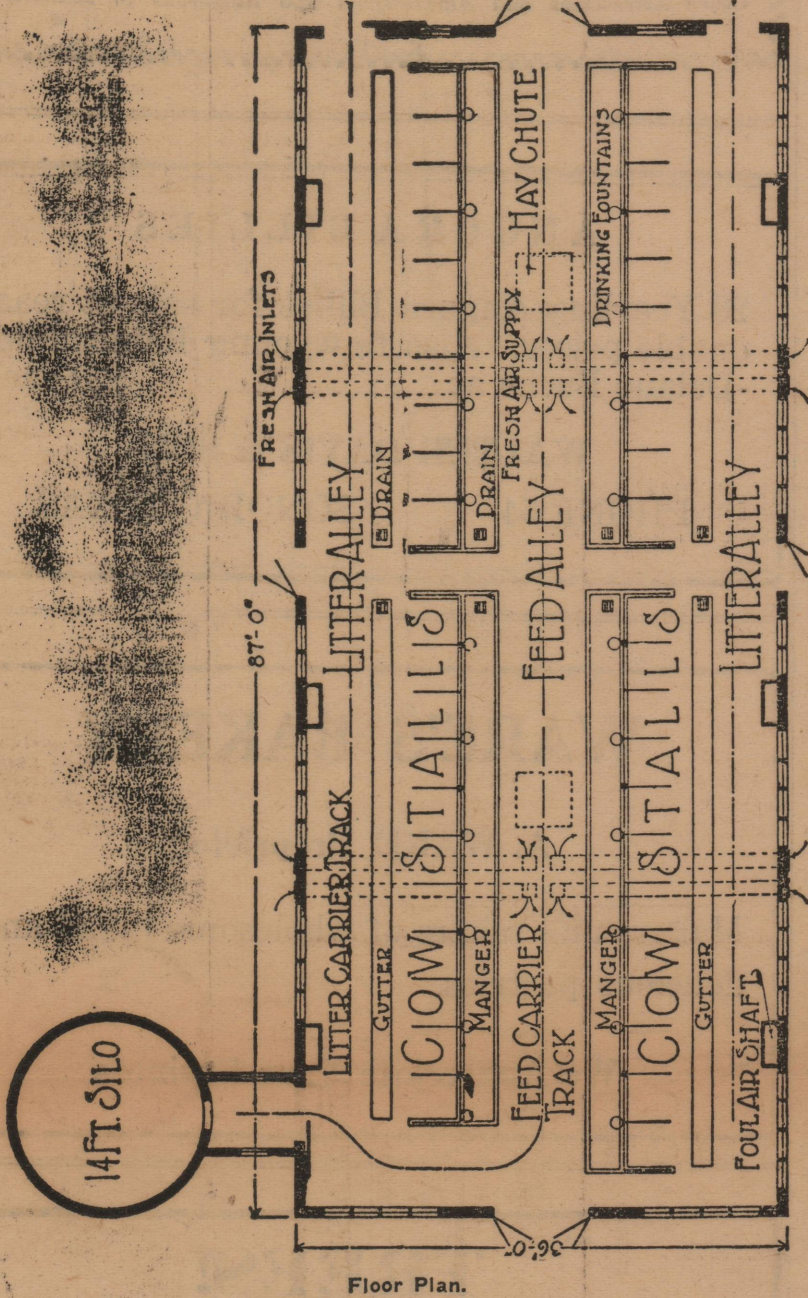 FRESH AIR INLETS
87'-0"
LITTER ALLEY
DRAIN
DRAIN
FRESH AIR SUPPLY
HAY CHUTE
DRINKING FOUNTAINS
FEED ALLEY
LITTER ALLEY
LITTER CARRIER TRACK
GUTTER
COW STALLS
MANGER
FEED CARRIER
TRACK
MANGER
COW STALLS
GUTTER
FOUL AIR SHAFT
14 FT. SILO
36'-0"
Floor Plan.